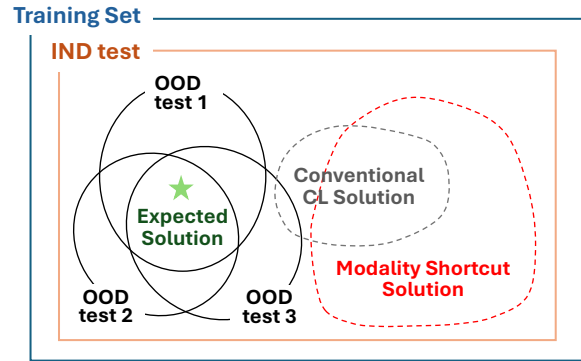 Training Set
IND test
OOD
test 1
Conventional
CL Solution
Expected
Solution
Modality Shortcut
Solution
OOD
test 2
OOD
test 3